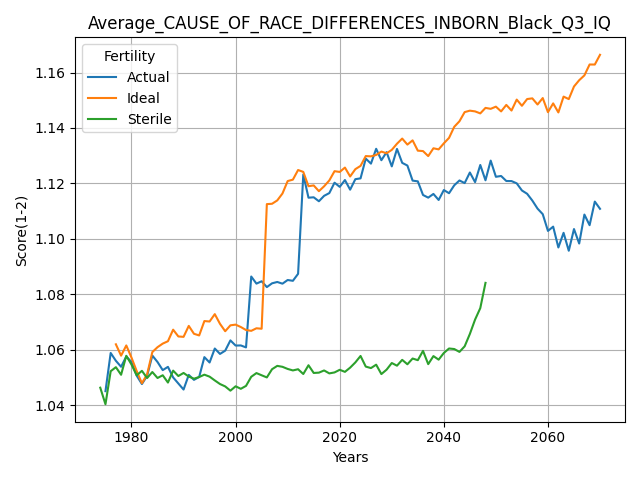 Average_CAUSE_OF_RACE_DIFFERENCES_INBORN_Black_Q3_IQ
Fertility
Actual
Ideal
Sterile
Score(1-2)
1.16
1.14
1.12
1.10
1.08
1.06
1.04
1980 2000 2020 2040 2060
Years